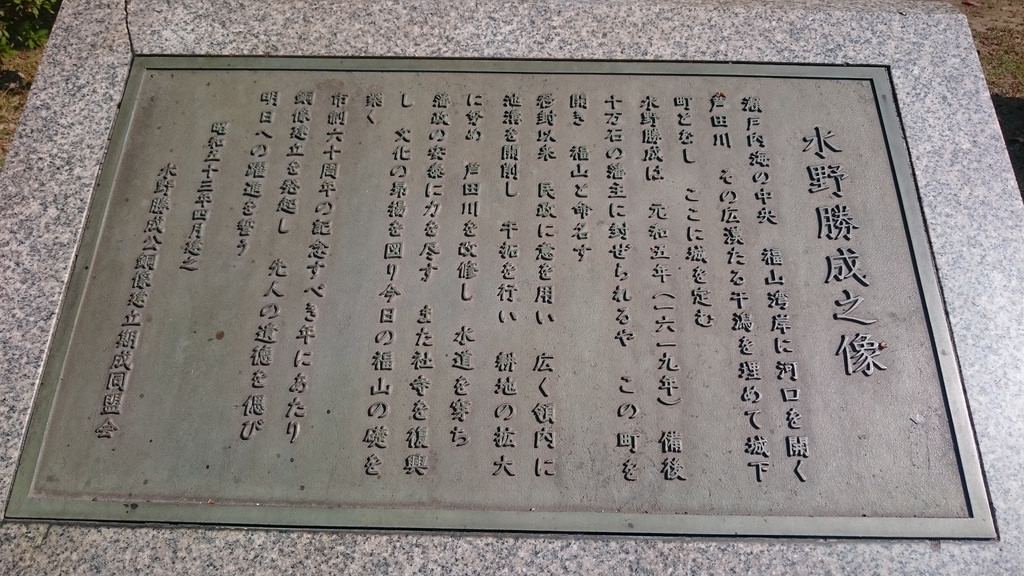 水野勝成之像
瀬戸内海の中央　福山湾岸に河口を開く
芦田川　その広漠たる干潟を埋めて城下
町となし　ここに城を定む
水野勝成は　元和五年（一六一九年）　備後
十万石の藩主に封ぜられるや　この町を
開き　福山と命名す
移封以来　民政に意を用い　広く領内に
池溝を開削し　干拓を行い　耕地の拡大
に努め　芦田川を改修し　水道を穿ち
藩政の安泰に力を尽す　また社寺を復興
し　文化の昂揚を図り今日の福山の礎を
築く
市制六十周年の記念すべき年にあたり
銅像建立を発起し　先人の遺徳を偲び
明日への躍進を誓う
昭和五十三年四月建之
水野勝成公銅像建立期成同盟会